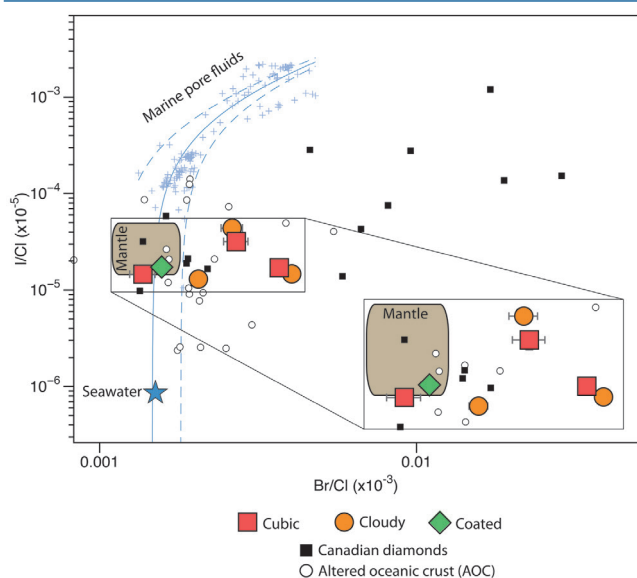 Marine pore fluids
10⁻³
10⁻⁴
10⁻⁵
10⁻⁶
I/Cl (x10⁻⁵)
Mantle
Mantle
Seawater
0.001
0.01
Br/Cl (x10⁻³)
Cubic
Cloudy
Coated
Canadian diamonds
Altered oceanic crust (AOC)